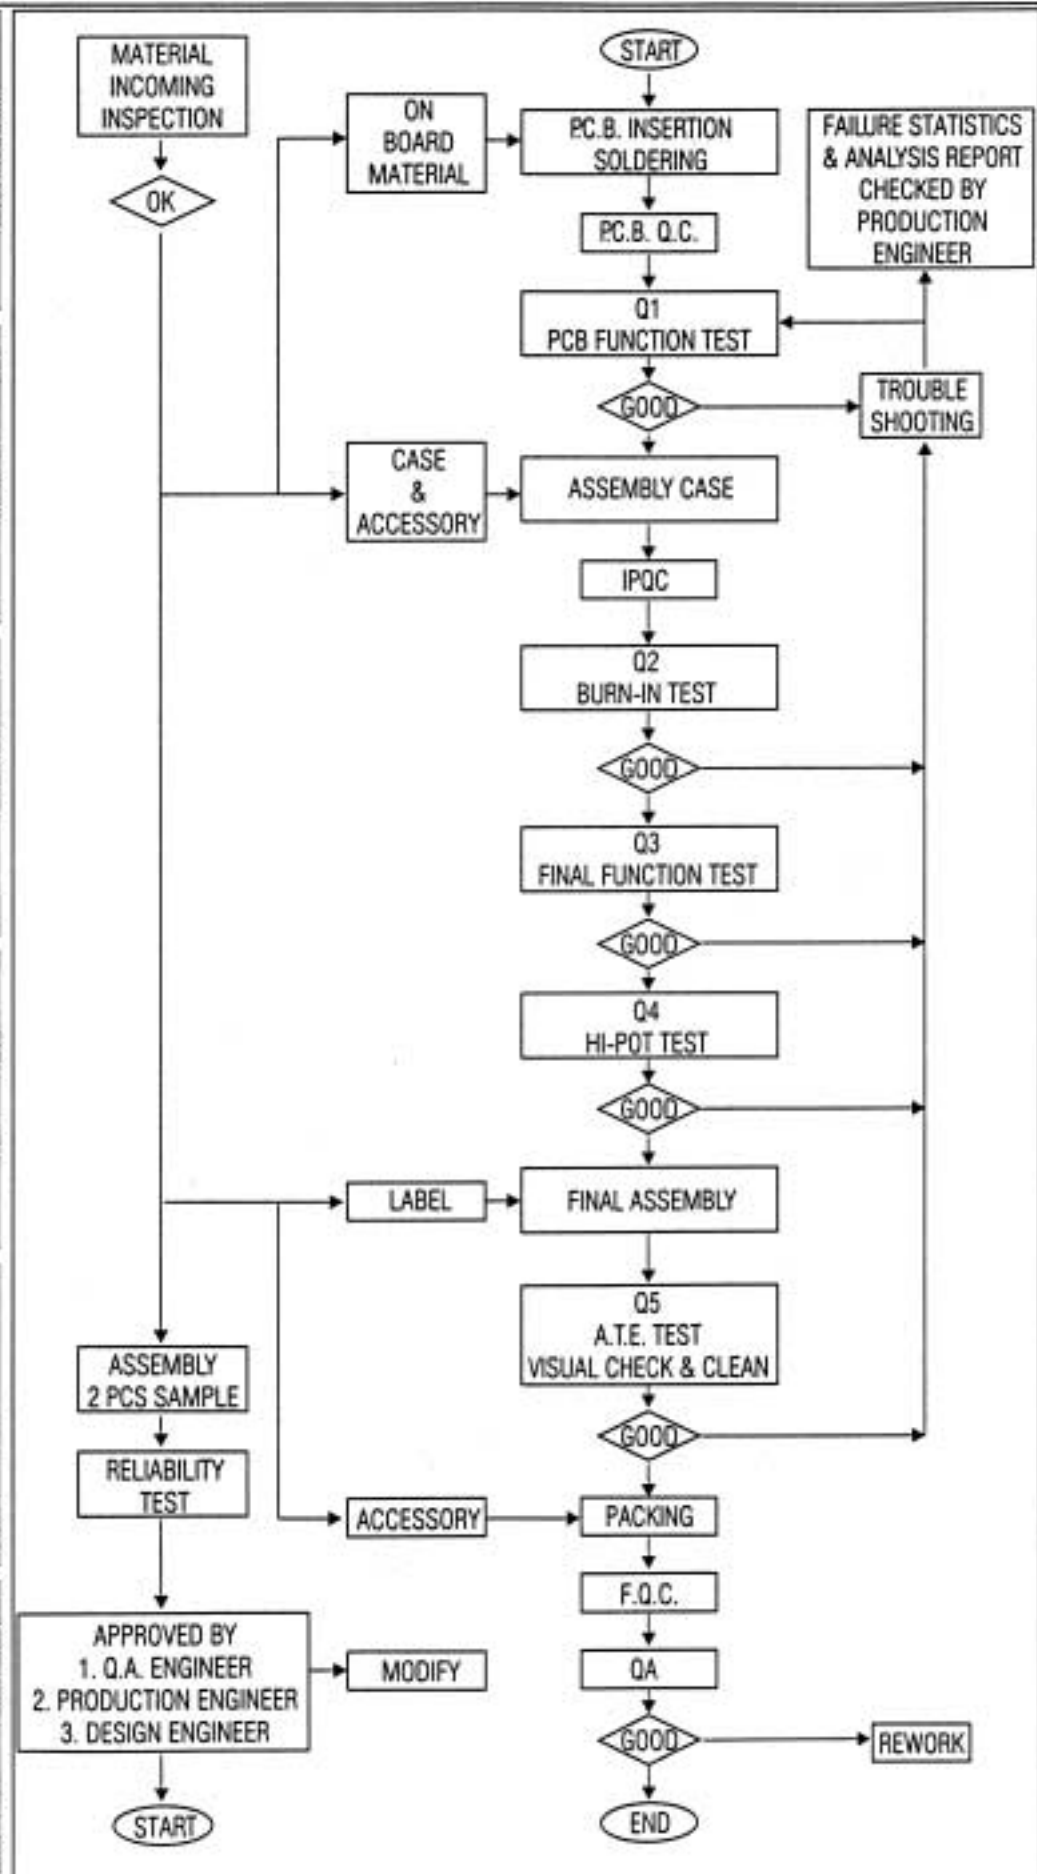 MATERIAL
INCOMING
INSPECTION
OK
START
ON
BOARD
MATERIAL
P.C.B. INSERTION
SOLDERING
FAILURE STATISTICS
& ANALYSIS REPORT
CHECKED BY
PRODUCTION
ENGINEER
P.C.B. Q.C.
Q1
PCB FUNCTION TEST
GOOD
TROUBLE
SHOOTING
CASE
&
ACCESSORY
ASSEMBLY CASE
IPQC
Q2
BURN-IN TEST
GOOD
Q3
FINAL FUNCTION TEST
GOOD
Q4
HI-POT TEST
GOOD
LABEL
FINAL ASSEMBLY
Q5
A.T.E. TEST
VISUAL CHECK & CLEAN
GOOD
ASSEMBLY
2 PCS SAMPLE
RELIABILITY
TEST
ACCESSORY
PACKING
F.Q.C.
APPROVED BY
1. Q.A. ENGINEER
2. PRODUCTION ENGINEER
3. DESIGN ENGINEER
MODIFY
QA
GOOD
REWORK
START
END